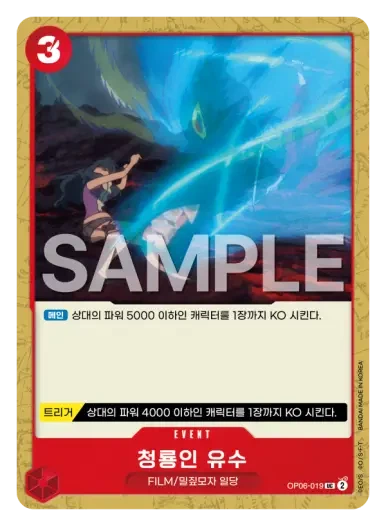 3
SAMPLE
메인 상대의 파워 5000 이하인 캐릭터를 1장까지 KO 시킨다.
트리거 상대의 파워 4000 이하인 캐릭터를 1장까지 KO 시킨다.
EVENT
청룡인 유수
FILM/밀짚모자 일당
OP06-019 UC 2
BANDAI MADE IN KOREA